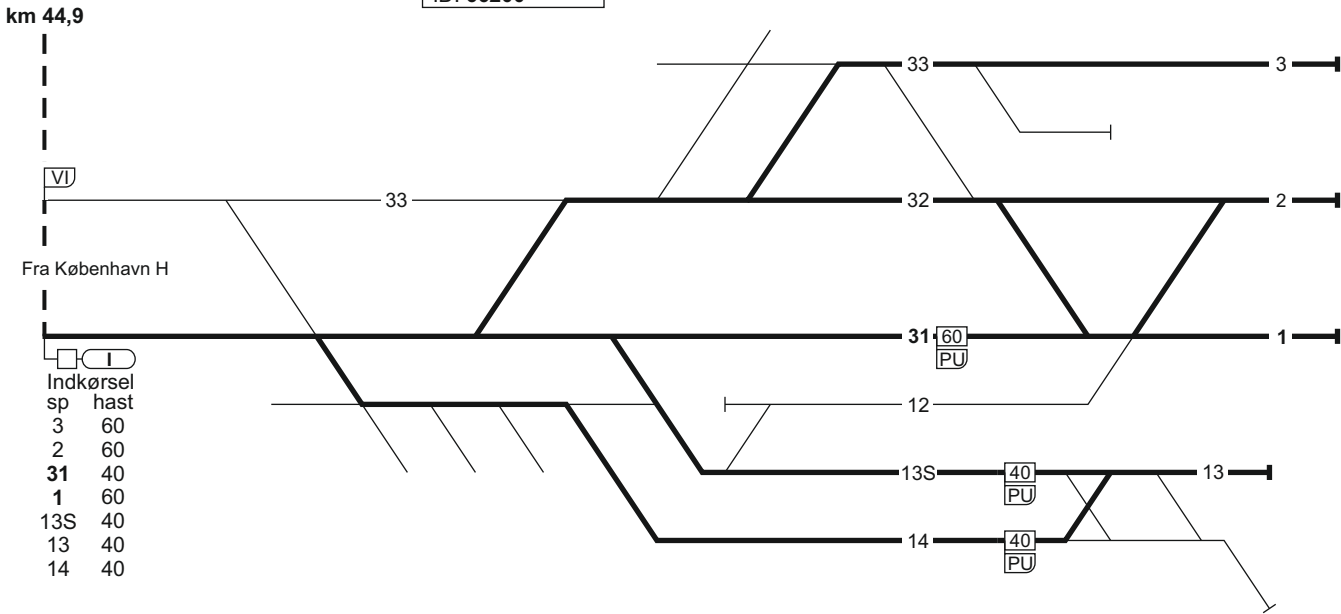 km 44,9
33 3
VI
33 32 2
Fra København H
31 60 1
PU
I
Indkørsel
sp hast
3 60
2 60
31 40
1 60
13S 40
13 40
14 40
12
13S 40 13
PU
14 40
PU